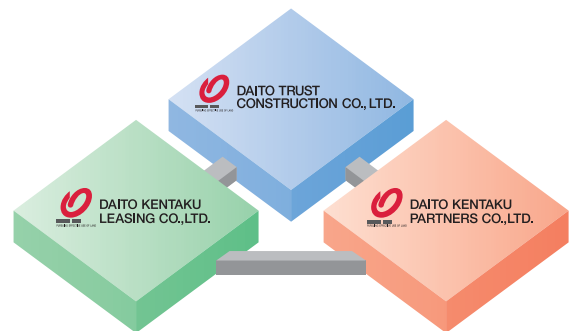 DAITO TRUST
CONSTRUCTION CO., LTD.
DAITO KENTAKU
LEASING CO.,LTD.
DAITO KENTAKU
PARTNERS CO.,LTD.